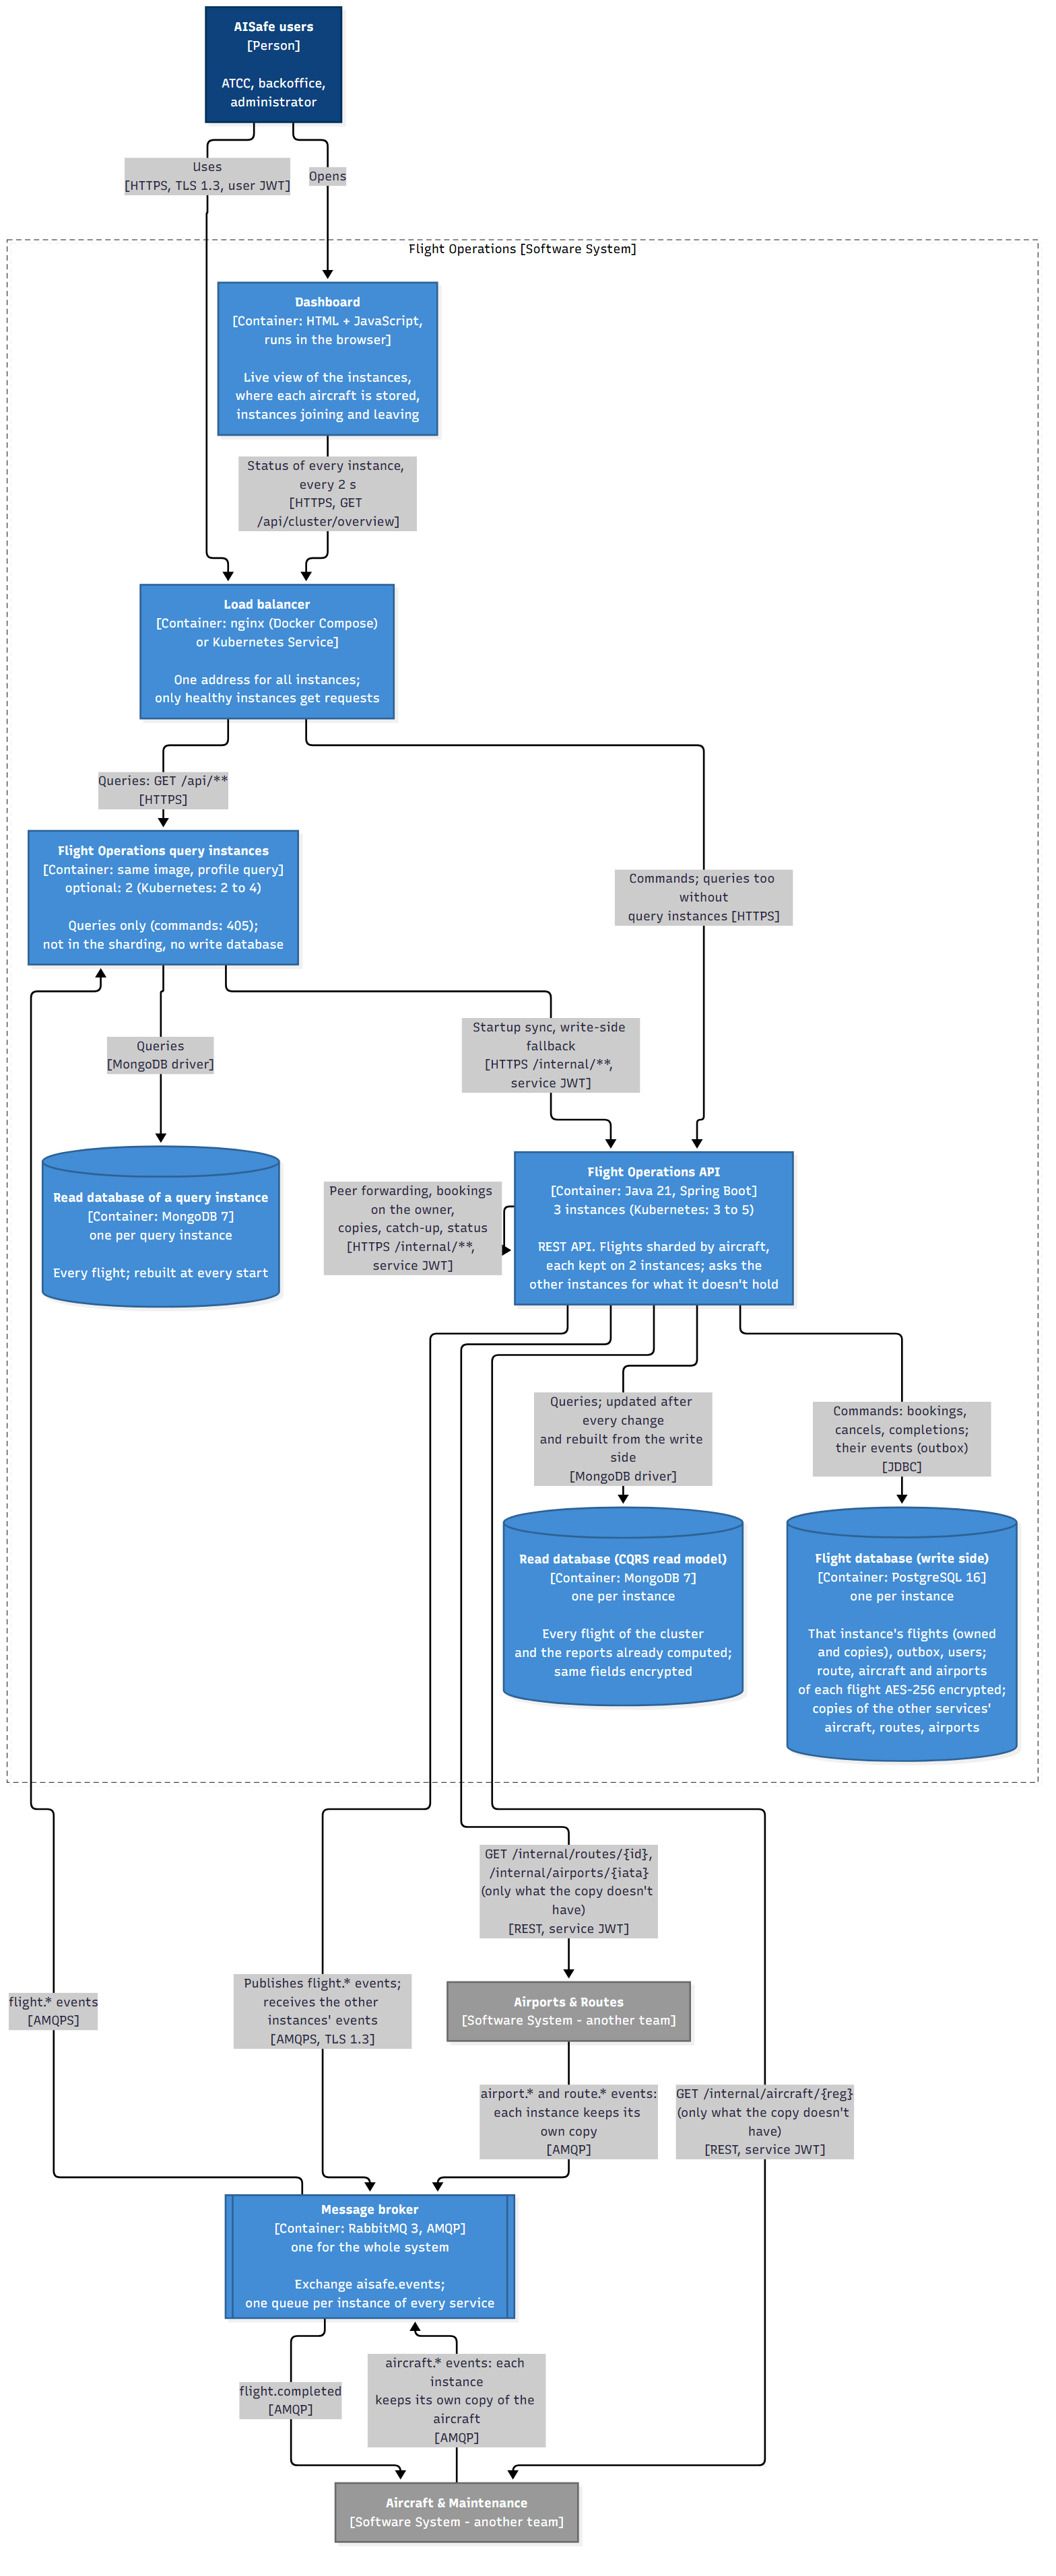 AISafe users
[Person]
ATCC, backoffice,
administrator
Uses
[HTTPS, TLS 1.3, user JWT]
Opens
Flight Operations [Software System]
Dashboard
[Container: HTML + JavaScript,
runs in the browser]
Live view of the instances,
where each aircraft is stored,
instances joining and leaving
Status of every instance,
every 2 s
[HTTPS, GET
/api/cluster/overview]
Load balancer
[Container: nginx (Docker Compose)
or Kubernetes Service]
One address for all instances;
only healthy instances get requests
Queries: GET /api/**
[HTTPS]
Flight Operations query instances
[Container: same image, profile query]
optional: 2 (Kubernetes: 2 to 4)
Queries only (commands: 405);
not in the sharding, no write database
Commands; queries too
without
query instances [HTTPS]
Queries
[MongoDB driver]
Startup sync, write-side
fallback
[HTTPS /internal/**,
service JWT]
Read database of a query instance
[Container: MongoDB 7]
one per query instance
Every flight; rebuilt at every start
Peer forwarding, bookings
on the owner,
copies, catch-up, status
[HTTPS /internal/**,
service JWT]
Flight Operations API
[Container: Java 21, Spring Boot]
3 instances (Kubernetes: 3 to 5)
REST API. Flights sharded by aircraft,
each kept on 2 instances; asks the
other instances for what it doesn't hold
Queries; updated after
every change
and rebuilt from the write
side
[MongoDB driver]
Commands: bookings,
cancels, completions;
their events (outbox)
[JDBC]
Read database (CQRS read model)
[Container: MongoDB 7]
one per instance
Every flight of the cluster
and the reports already computed;
same fields encrypted
Flight database (write side)
[Container: PostgreSQL 16]
one per instance
That instance's flights (owned
and copies), outbox, users;
route, aircraft and airports
of each flight AES-256 encrypted;
copies of the other services'
aircraft, routes, airports
GET /internal/routes/{id},
/internal/airports/{iata}
(only what the copy doesn't
have)
[REST, service JWT]
flight.* events
[AMQPS]
Publishes flight.* events;
receives the other
instances' events
[AMQPS, TLS 1.3]
Airports & Routes
[Software System - another team]
airport.* and route.* events:
each instance keeps its
own copy
[AMQP]
GET /internal/aircraft/{reg}
(only what the copy doesn't
have)
[REST, service JWT]
Message broker
[Container: RabbitMQ 3, AMQP]
one for the whole system
Exchange aisafe.events;
one queue per instance of every service
flight.completed
[AMQP]
aircraft.* events: each
instance
keeps its own copy of the
aircraft
[AMQP]
Aircraft & Maintenance
[Software System - another team]